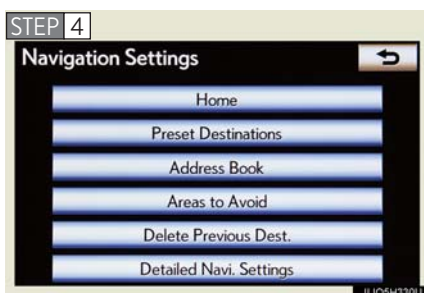 STEP 4
Navigation Settings
Home
Preset Destinations
Address Book
Areas to Avoid
Delete Previous Dest.
Detailed Navi. Settings